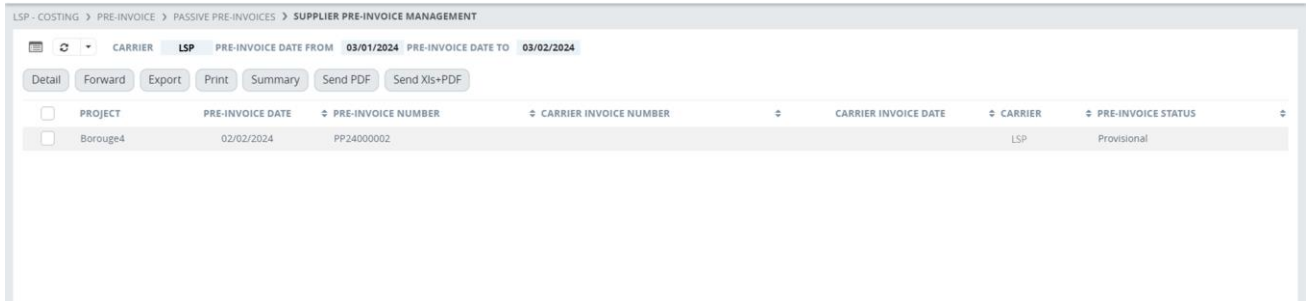 LSP - COSTING > PRE-INVOICE > PASSIVE PRE-INVOICES > SUPPLIER PRE-INVOICE MANAGEMENT
CARRIER LSP PRE-INVOICE DATE FROM 03/01/2024 PRE-INVOICE DATE TO 03/02/2024
Detail Forward Export Print Summary Send PDF Send Xls+PDF
PROJECT PRE-INVOICE DATE PRE-INVOICE NUMBER CARRIER INVOICE NUMBER CARRIER INVOICE DATE CARRIER PRE-INVOICE STATUS
Borouge4 02/02/2024 PP24000002 LSP Provisional